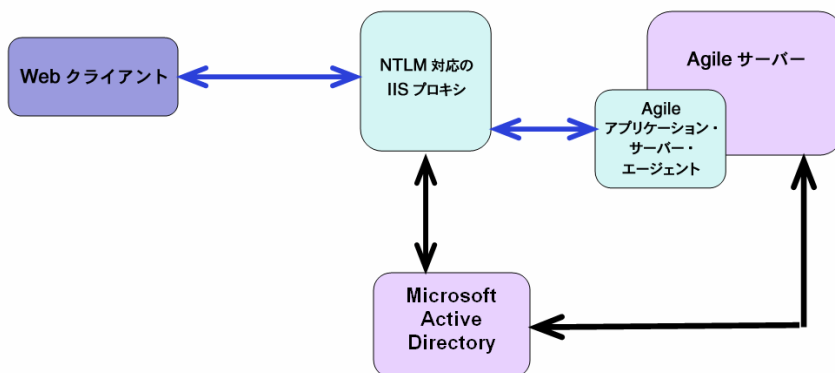 Web クライアント
NTLM 対応の
IIS プロキシ
Agile サーバー
Agile
アプリケーション・
サーバー・
エージェント
Microsoft
Active
Directory